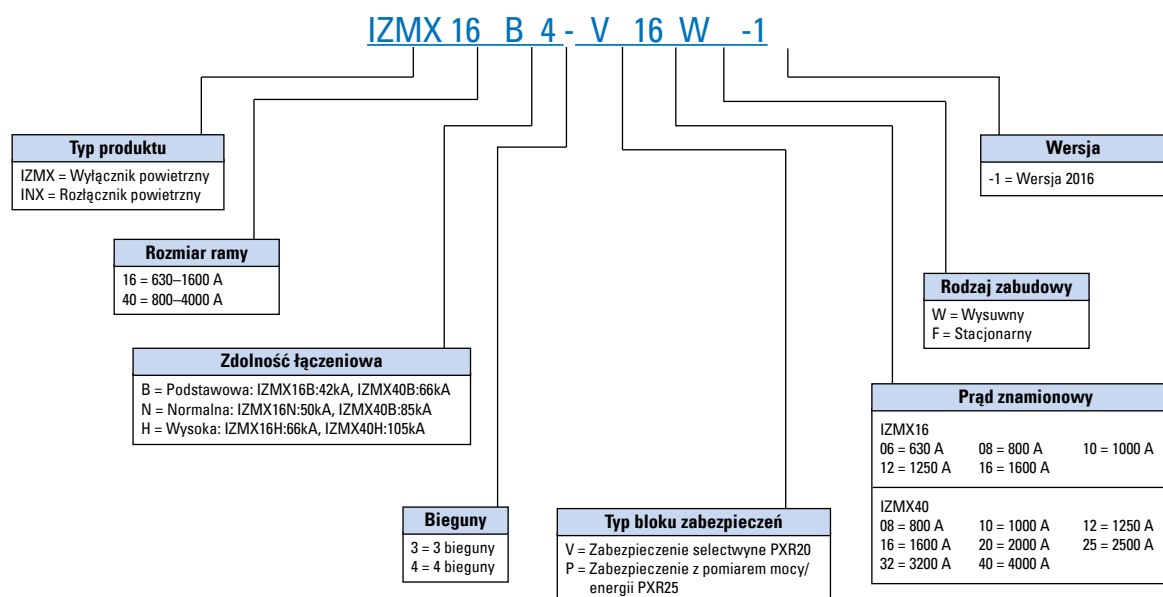 IZMX 16 B 4 - V 16 W -1
Typ produktu
IZMX = Wyłącznik powietrzny
INX = Rozłącznik powietrzny
Wersja
-1 = Wersja 2016
Rozmiar ramy
16 = 630–1600 A
40 = 800–4000 A
Rodzaj zabudowy
W = Wysuwny
F = Stacjonarny
Zdolność łączeniowa
B = Podstawowa: IZMX16B:42kA, IZMX40B:66kA
N = Normalna: IZMX16N:50kA, IZMX40B:85kA
H = Wysoka: IZMX16H:66kA, IZMX40H:105kA
Prąd znamionowy
IZMX16
06 = 630 A 08 = 800 A 10 = 1000 A
12 = 1250 A 16 = 1600 A
IZMX40
08 = 800 A 10 = 1000 A 12 = 1250 A
16 = 1600 A 20 = 2000 A 25 = 2500 A
32 = 3200 A 40 = 4000 A
Bieguny
3 = 3 bieguny
4 = 4 bieguny
Typ bloku zabezpieczeń
V = Zabezpieczenie selectwyne PXR20
P = Zabezpieczenie z pomiarem mocy/
energii PXR25